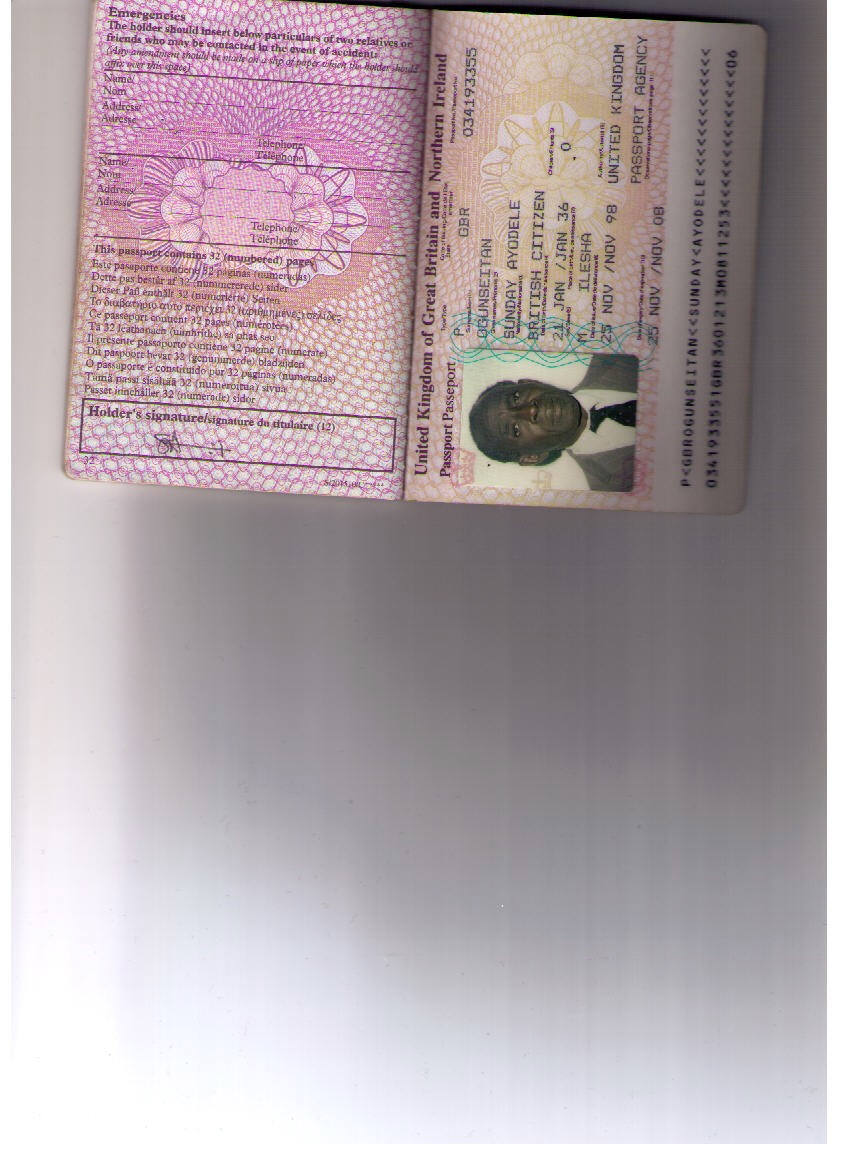 Emergencies
The holder should insert below particulars of two relatives or
friends who may be contacted in the event of accident:
(Any amendment should be made on a slip of paper which the holder should
affix over this space)
Name/
Nom
Address/
Adresse
Telephone
Téléphone
Name/
Nom
Address/
Adresse
Telephone/
Téléphone
This passport contains 32 (numbered) pages
Este pasaporte contiene 32 páginas (numeradas)
Dette pas består af 32 (nummererede) sider
Dieser Paß enthält 32 (numerierte) Seiten
Το διαβατήριο αυτό περιέχει 32 (αριθμημένες) σελίδες
Ce passeport contient 32 pages (numérotées)
Tá 32 leathanach (uimhrithe) sa phas seo
Il presente passaporto contiene 32 pagine (numerate)
Dit paspoort bevat 32 (genummerde) bladzijden
O passaporte é constituído por 32 páginas (numeradas)
Tämä passi sisältää 32 (numeroitua) sivua
Passet innehåller 32 (numrerade) sidor
Holder's signature/signature du titulaire (12)
32
United Kingdom of Great Britain and Northern Ireland
Passport Passeport
P
GBR
034193355
OGUNSEITAN
SUNDAY AYODELE
BRITISH CITIZEN
21 JAN /JAN 36
0
M
ILESHA
25 NOV /NOV 98
UNITED KINGDOM
PASSPORT AGENCY
25 NOV /NOV 08
P<GBROGUNSEITAN<<SUNDAY<AYODELE<<<<<<<<<<<<<
0341933551GBR3601213M0811253<<<<<<<<<<<<<<06